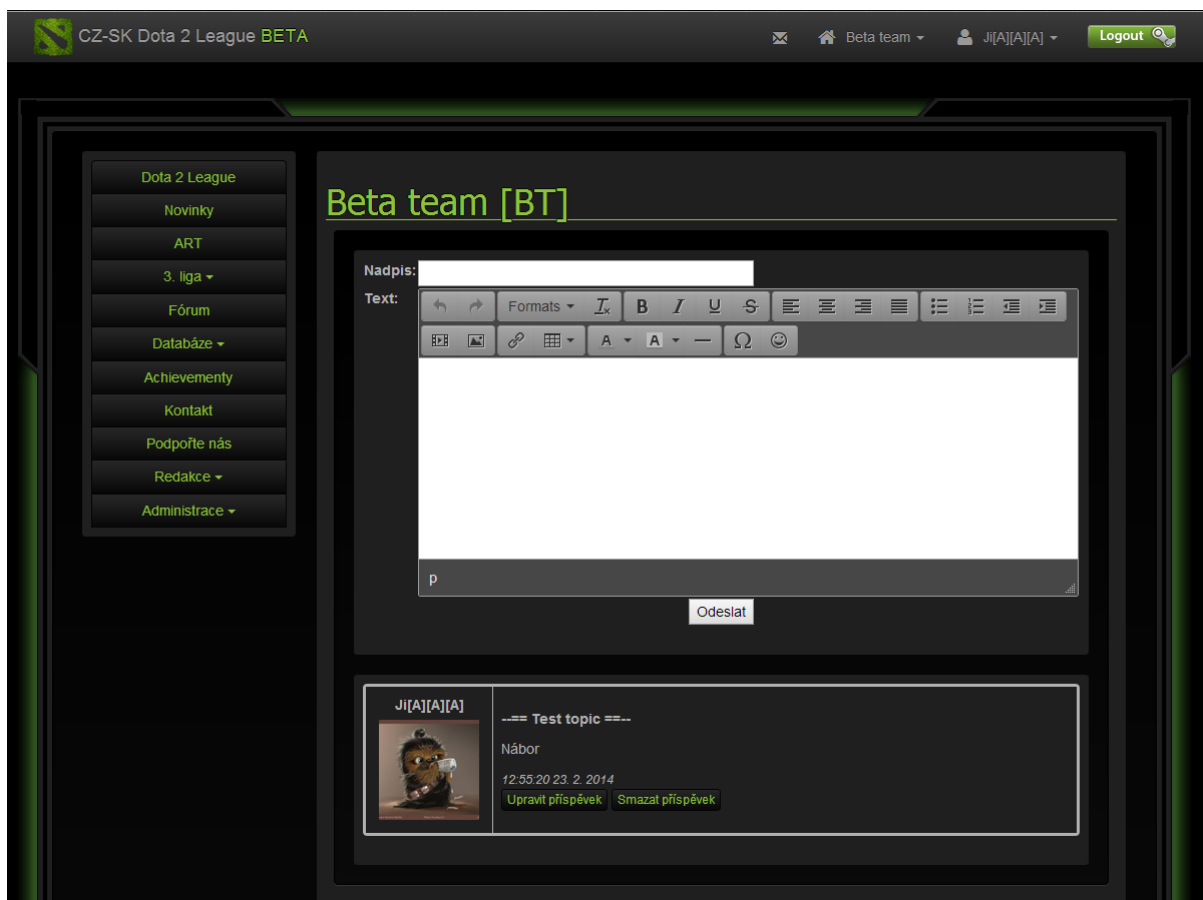 CZ-SK Dota 2 League BETA
Beta team
Ji[A][A][A]
Logout
Dota 2 League
Novinky
ART
3. liga
Fórum
Databáze
Achievementy
Kontakt
Podpořte nás
Redakce
Administrace
Beta team [BT]
Nadpis:
Text:
Formats
p
Odeslat
Ji[A][A][A]
--== Test topic ==--
Nábor
12:55:20 23. 2. 2014
Upravit příspěvek Smazat příspěvek